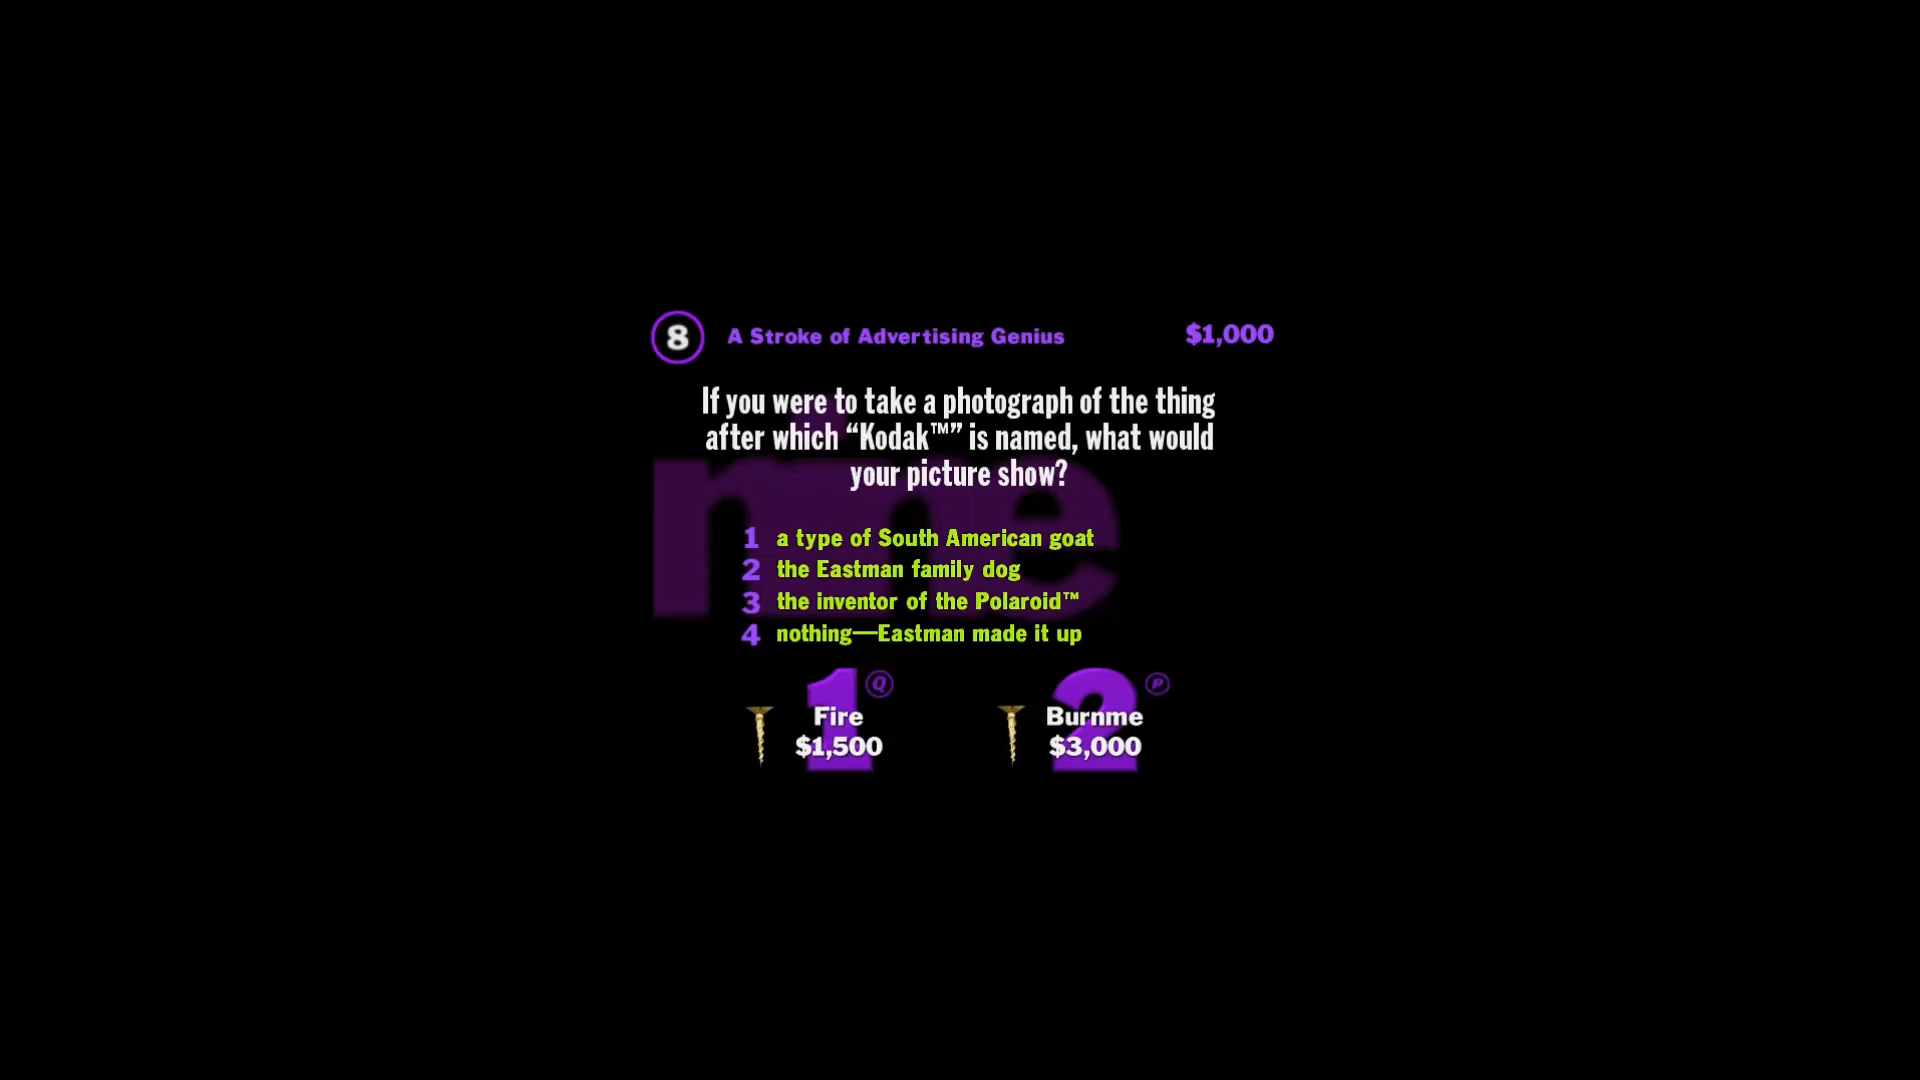 8 A Stroke of Advertising Genius $1,000
If you were to take a photograph of the thing
after which “Kodak™” is named, what would
your picture show?
1 a type of South American goat
2 the Eastman family dog
3 the inventor of the Polaroid™
4 nothing—Eastman made it up
1 Q 2 P
Fire Burnme
$1,500 $3,000